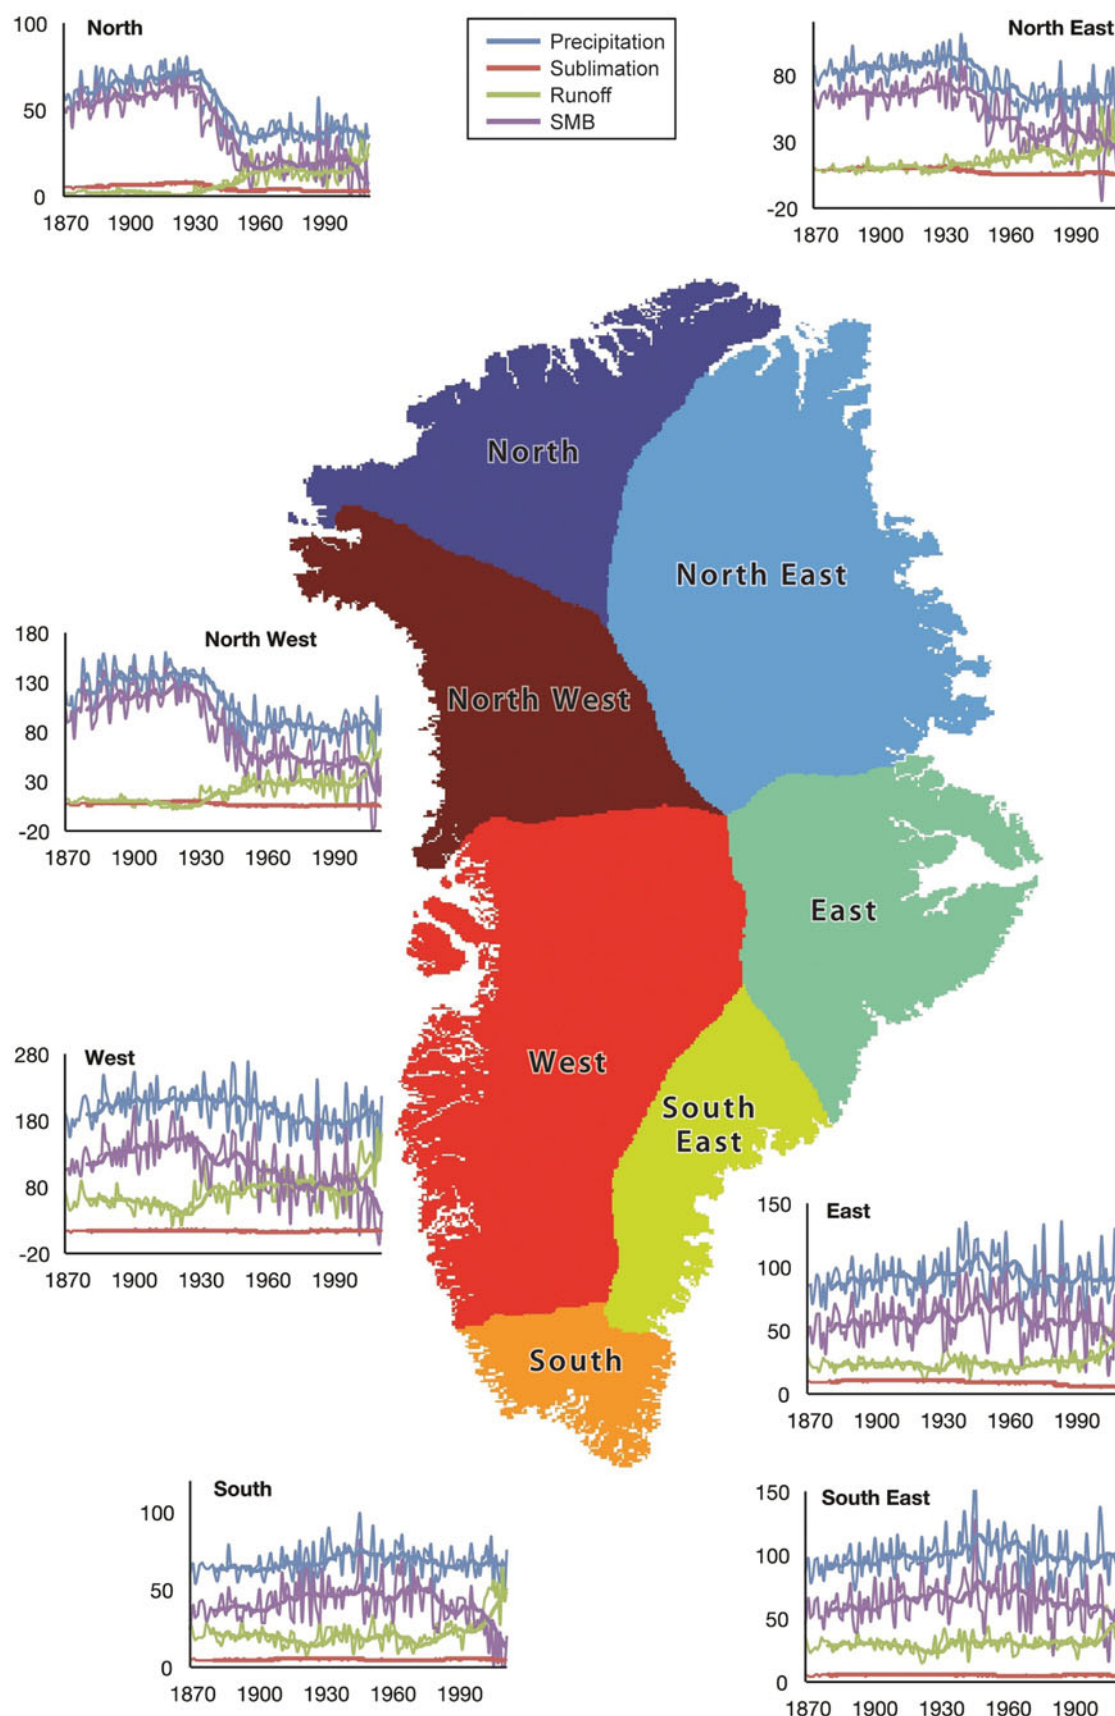 North
100
50
0
1870 1900 1930 1960 1990
Precipitation
Sublimation
Runoff
SMB
North East
80
30
-20
1870 1900 1930 1960 1990
North
North East
North West
180
130
80
30
-20
1870 1900 1930 1960 1990
North West
East
West
280
180
80
-20
1870 1900 1930 1960 1990
West
South
East
East
150
100
50
0
1870 1900 1930 1960 1990
South
South
100
50
0
1870 1900 1930 1960 1990
South East
150
100
50
0
1870 1900 1930 1960 1900